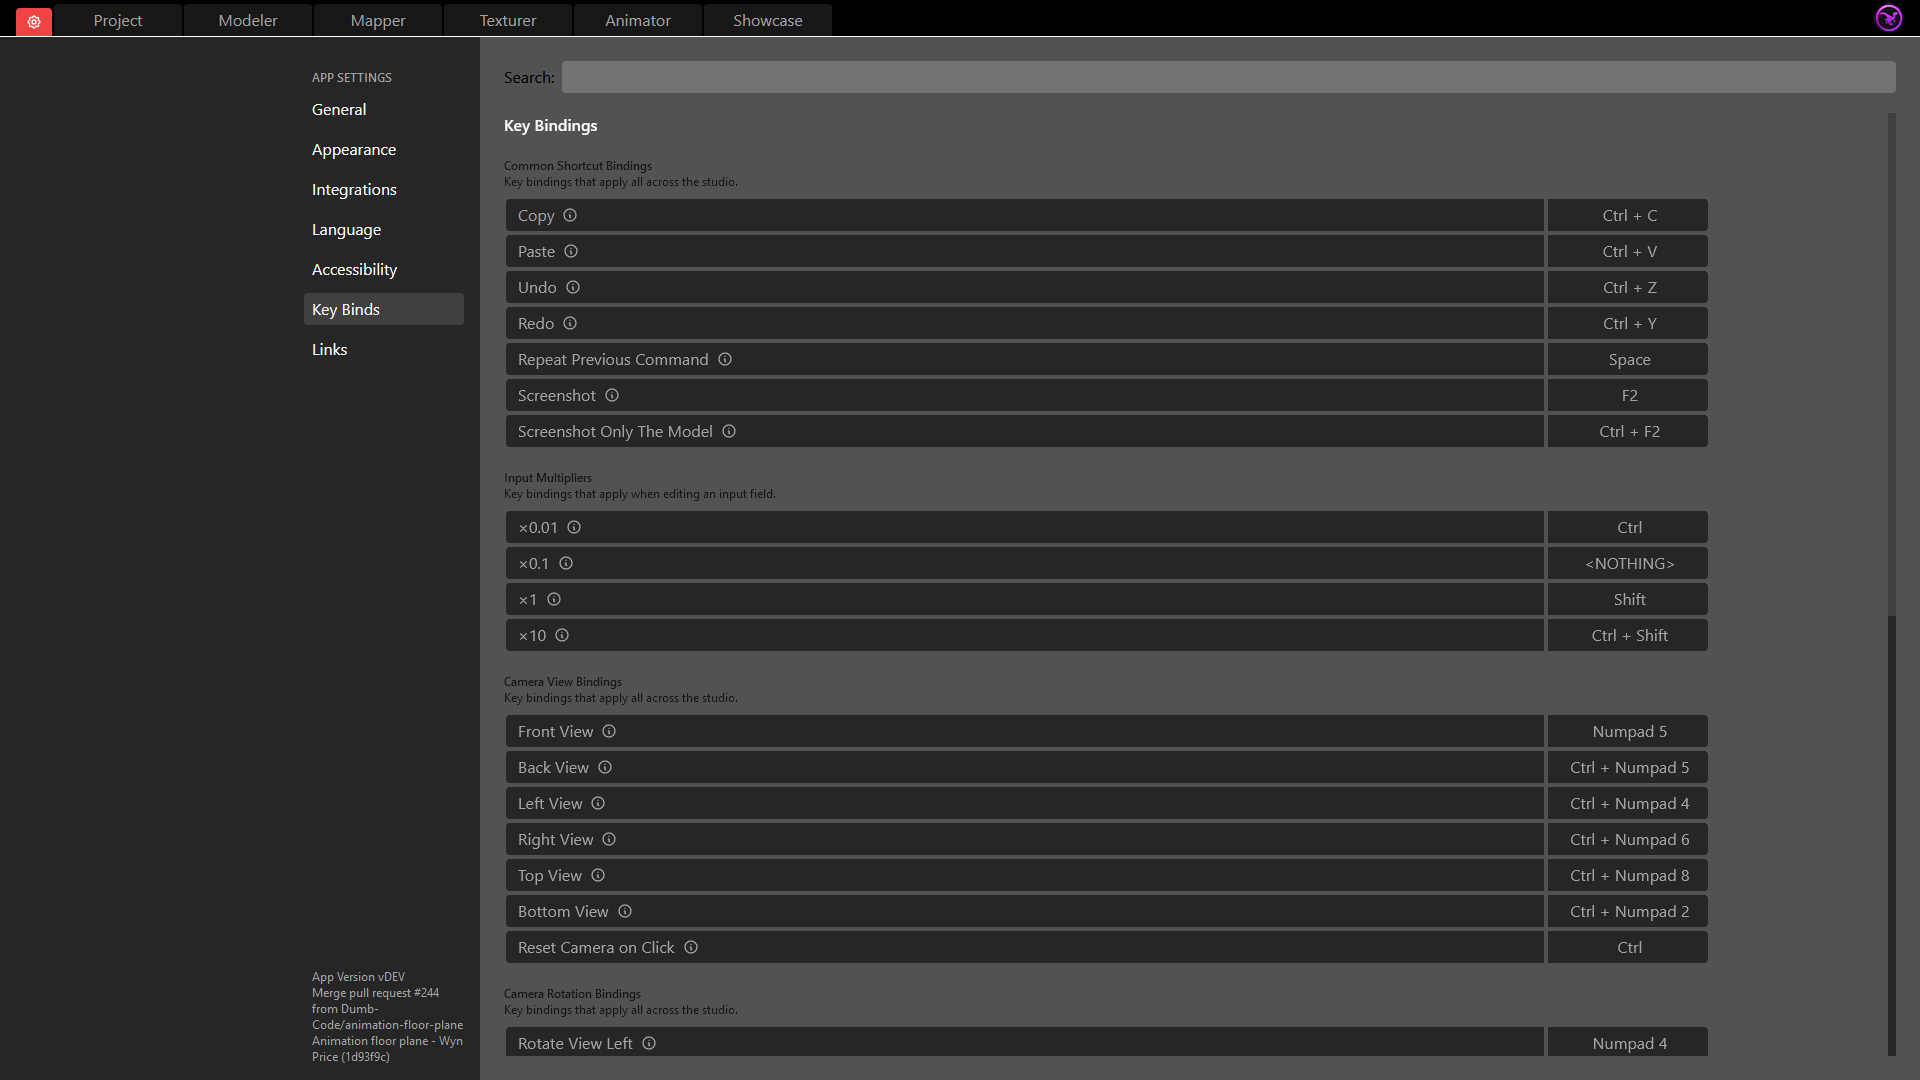 Project
Modeler
Mapper
Texturer
Animator
Showcase
APP SETTINGS
General
Appearance
Integrations
Language
Accessibility
Key Binds
Links
App Version vDEV
Merge pull request #244
from Dumb-
Code/animation-floor-plane
Animation floor plane - Wyn
Price (1d93f9c)
Search:
Key Bindings
Common Shortcut Bindings
Key bindings that apply all across the studio.
Copy Ctrl + C
Paste Ctrl + V
Undo Ctrl + Z
Redo Ctrl + Y
Repeat Previous Command Space
Screenshot F2
Screenshot Only The Model Ctrl + F2
Input Multipliers
Key bindings that apply when editing an input field.
×0.01 Ctrl
×0.1 <NOTHING>
×1 Shift
×10 Ctrl + Shift
Camera View Bindings
Key bindings that apply all across the studio.
Front View Numpad 5
Back View Ctrl + Numpad 5
Left View Ctrl + Numpad 4
Right View Ctrl + Numpad 6
Top View Ctrl + Numpad 8
Bottom View Ctrl + Numpad 2
Reset Camera on Click Ctrl
Camera Rotation Bindings
Key bindings that apply all across the studio.
Rotate View Left Numpad 4